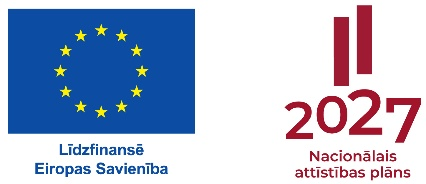 Līdzfinansē
Eiropas Savienība
2027
Nacionālais
attīstības plāns